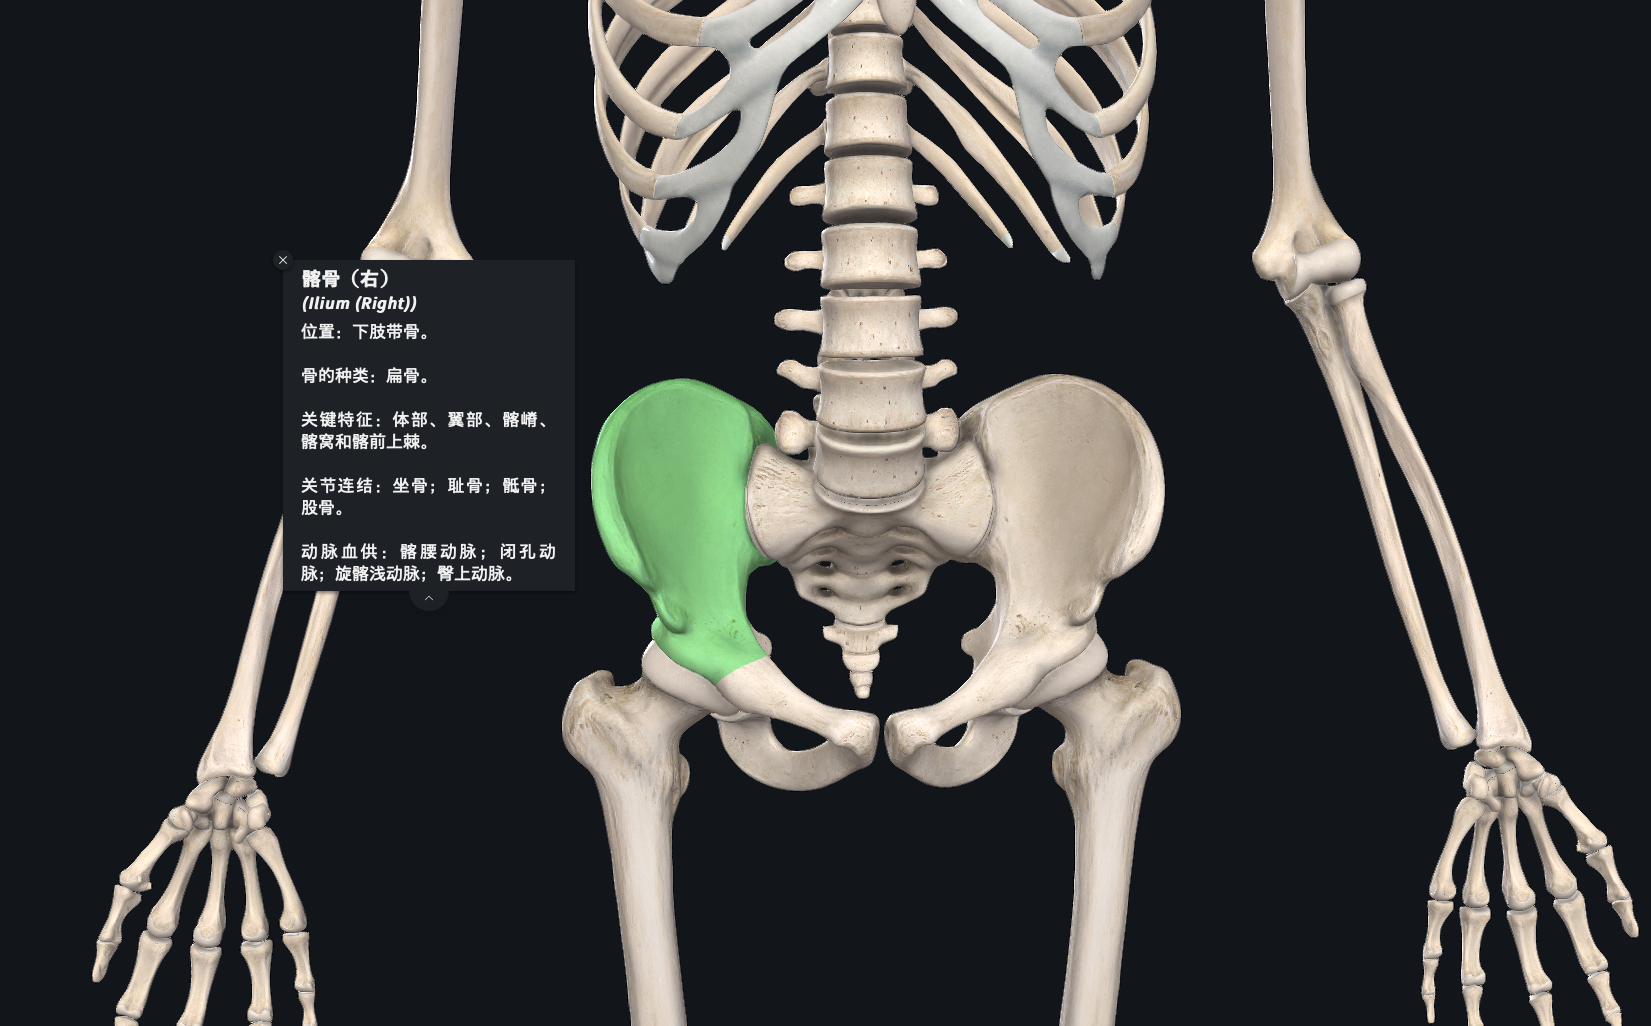 髂骨（右）
(Ilium (Right))
位置：下肢带骨。
骨的种类：扁骨。
关键特征：体部、翼部、髂嵴、
髂窝和髂前上棘。
关节连结：坐骨；耻骨；骶骨；
股骨。
动脉血供：髂腰动脉；闭孔动
脉；旋髂浅动脉；臀上动脉。